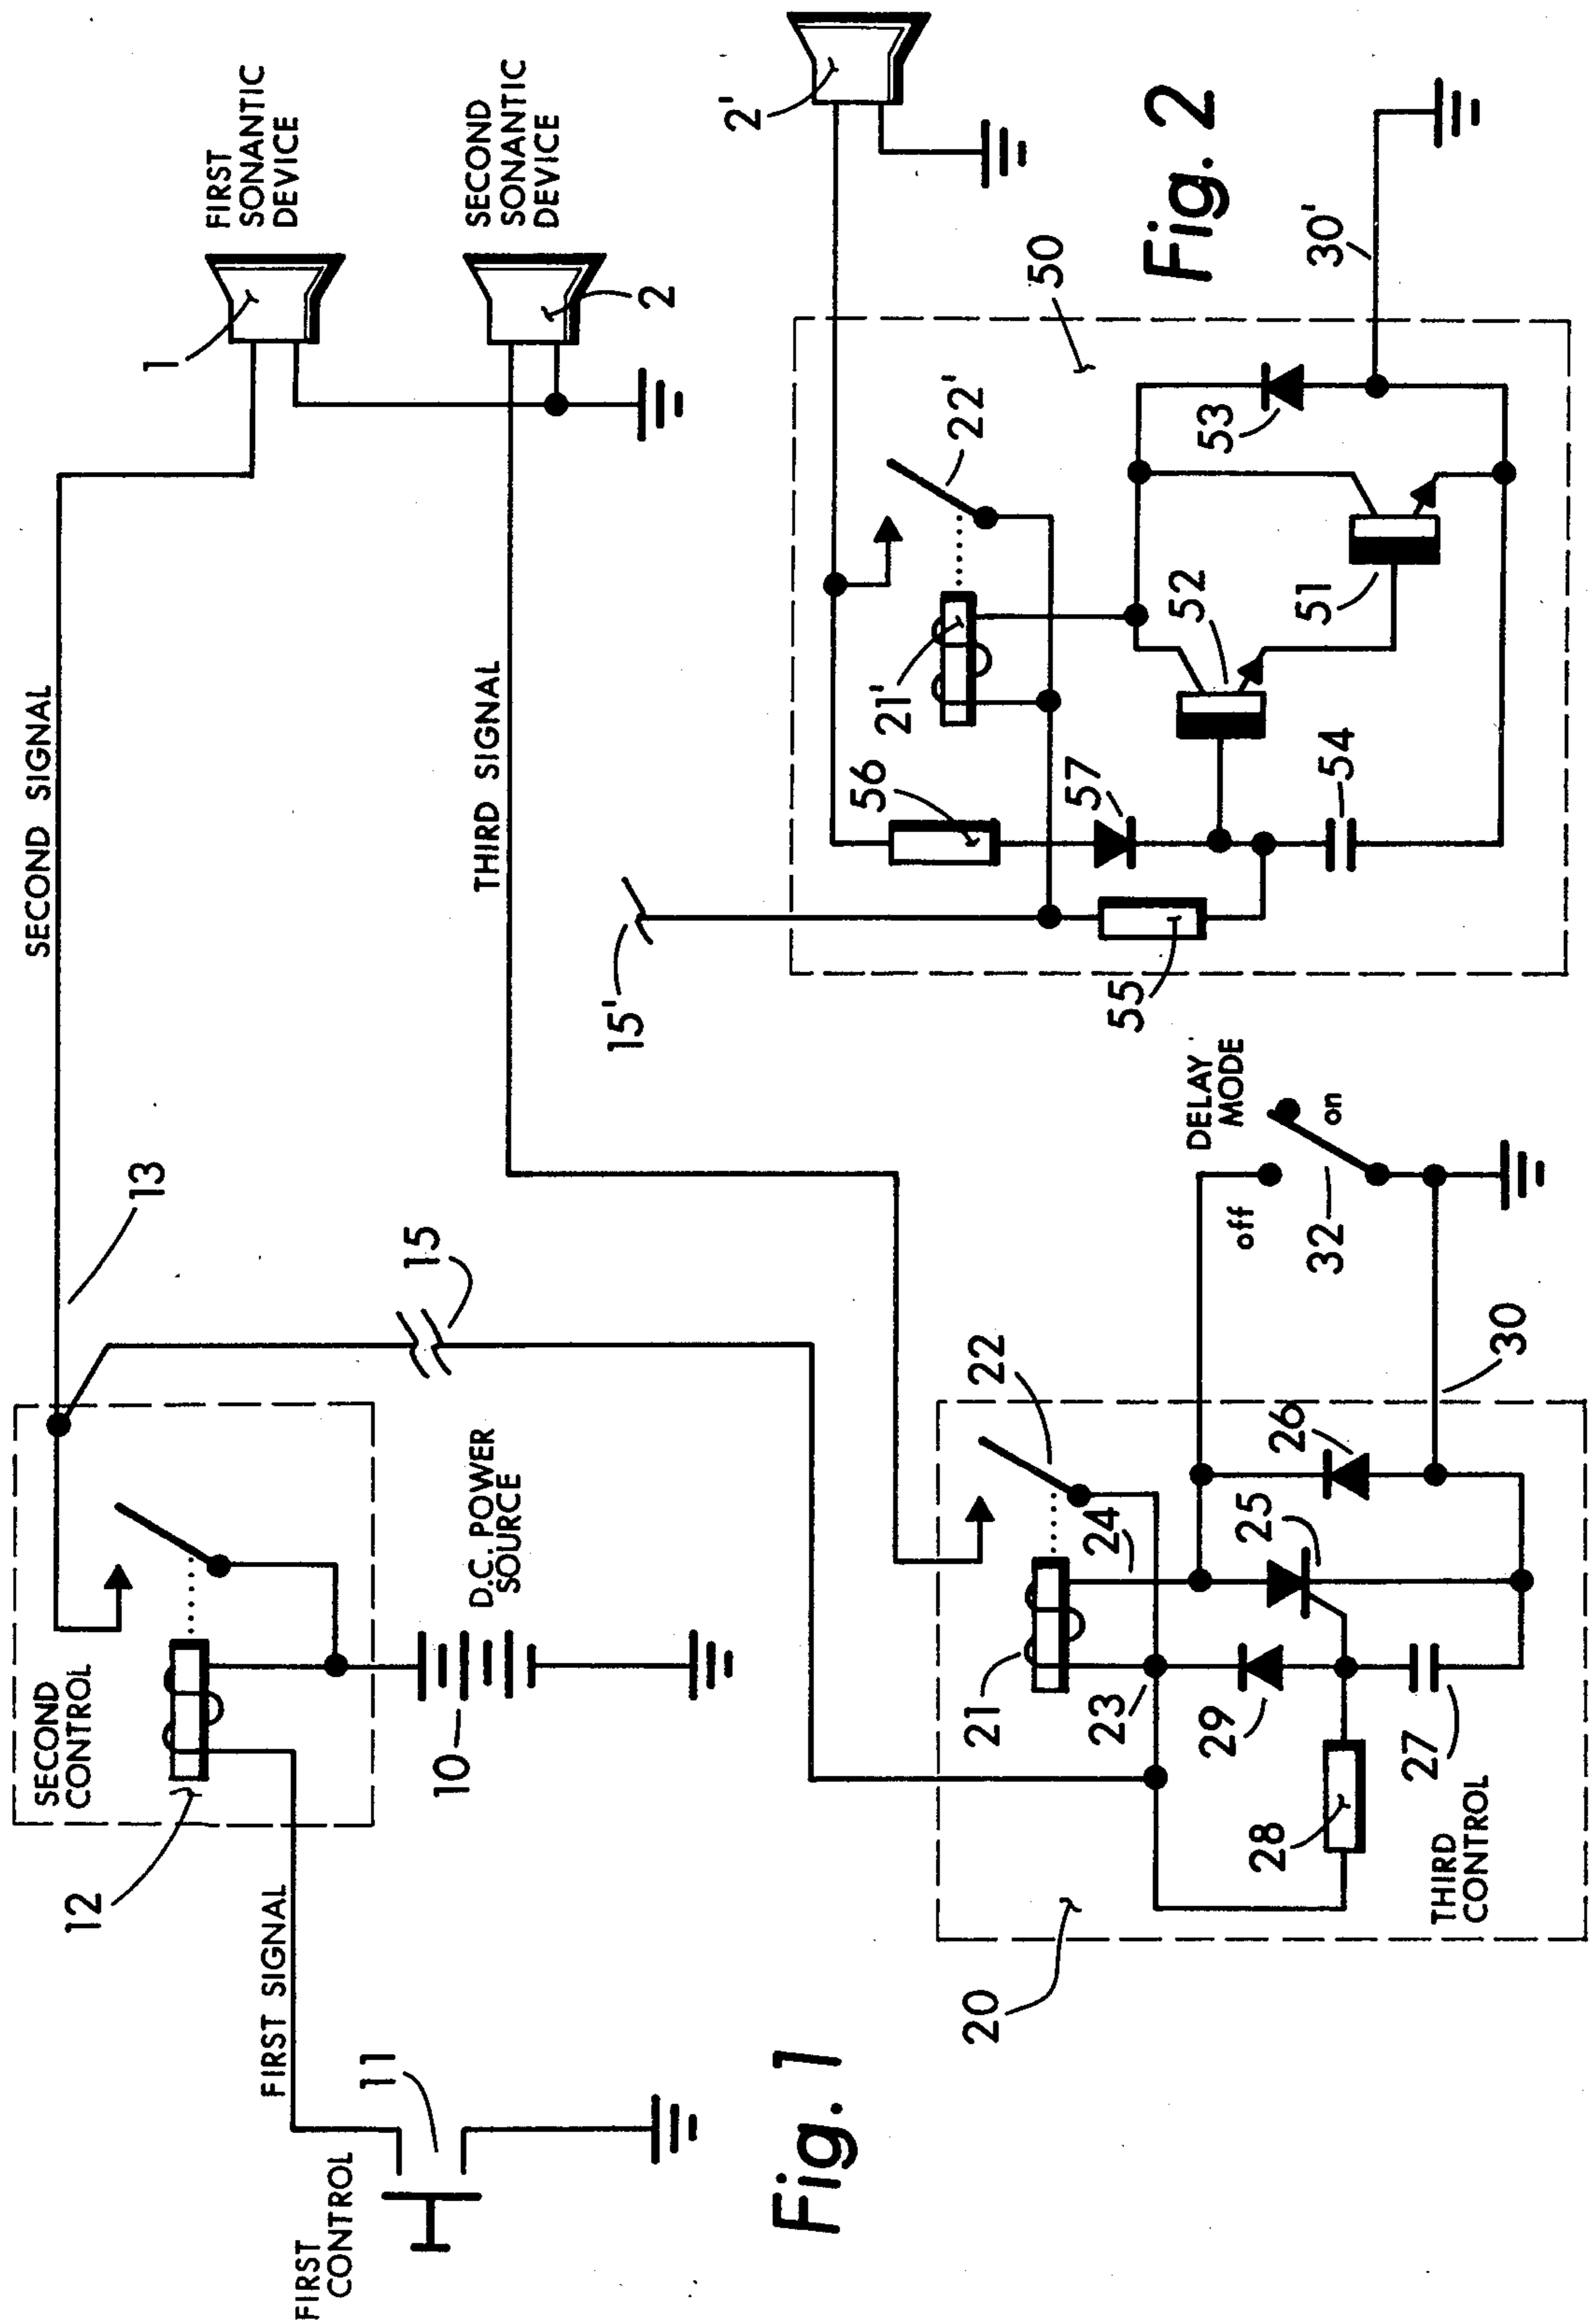 FIRST
CONTROL
11
FIRST SIGNAL
12
SECOND
CONTROL
10
D.C. POWER
SOURCE
13
15
SECOND SIGNAL
THIRD SIGNAL
1
FIRST
SONANTIC
DEVICE
2
SECOND
SONANTIC
DEVICE
20
21
22
23
24
25
26
27
28
29
THIRD
CONTROL
30
32
off
on
DELAY
MODE
Fig. 1
15'
55
56
57
54
21'
22'
52
51
53
50
30'
2'
Fig. 2